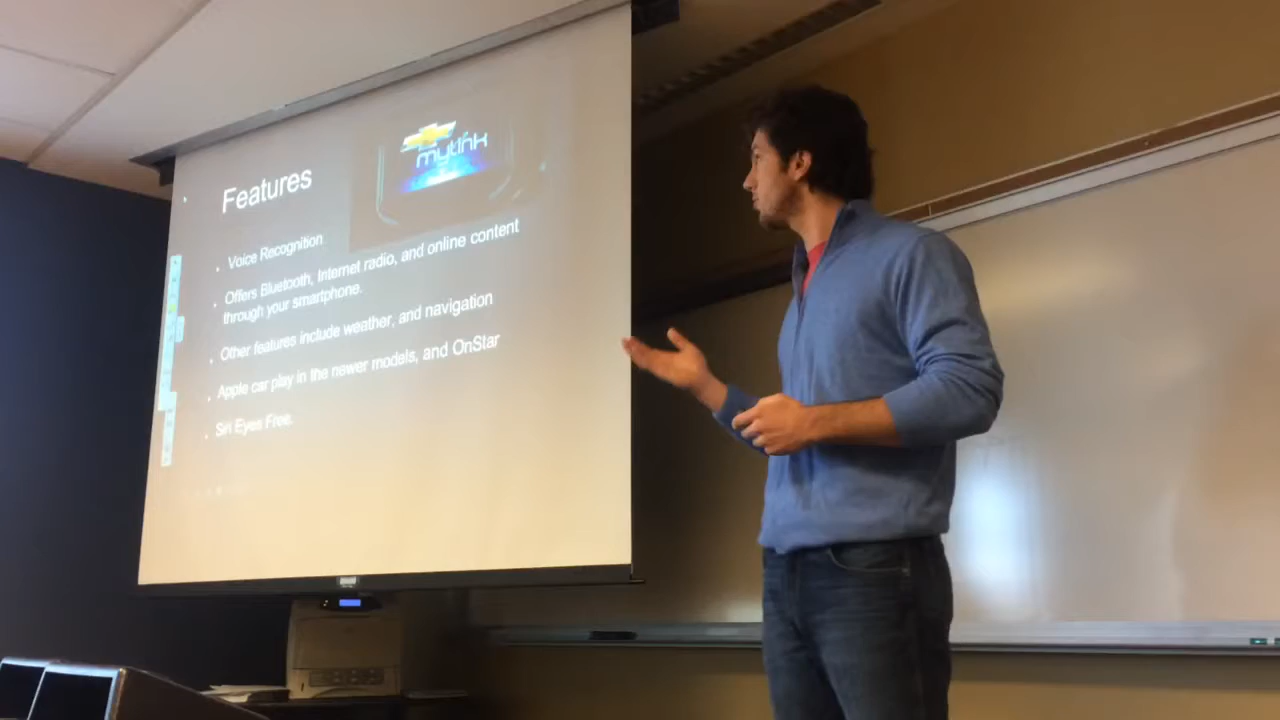 mylink
Features
Voice Recognition
Offers Bluetooth, Internet radio, and online content
through your smartphone.
Other features include weather, and navigation
Apple car play in the newer models, and OnStar
Siri Eyes Free.